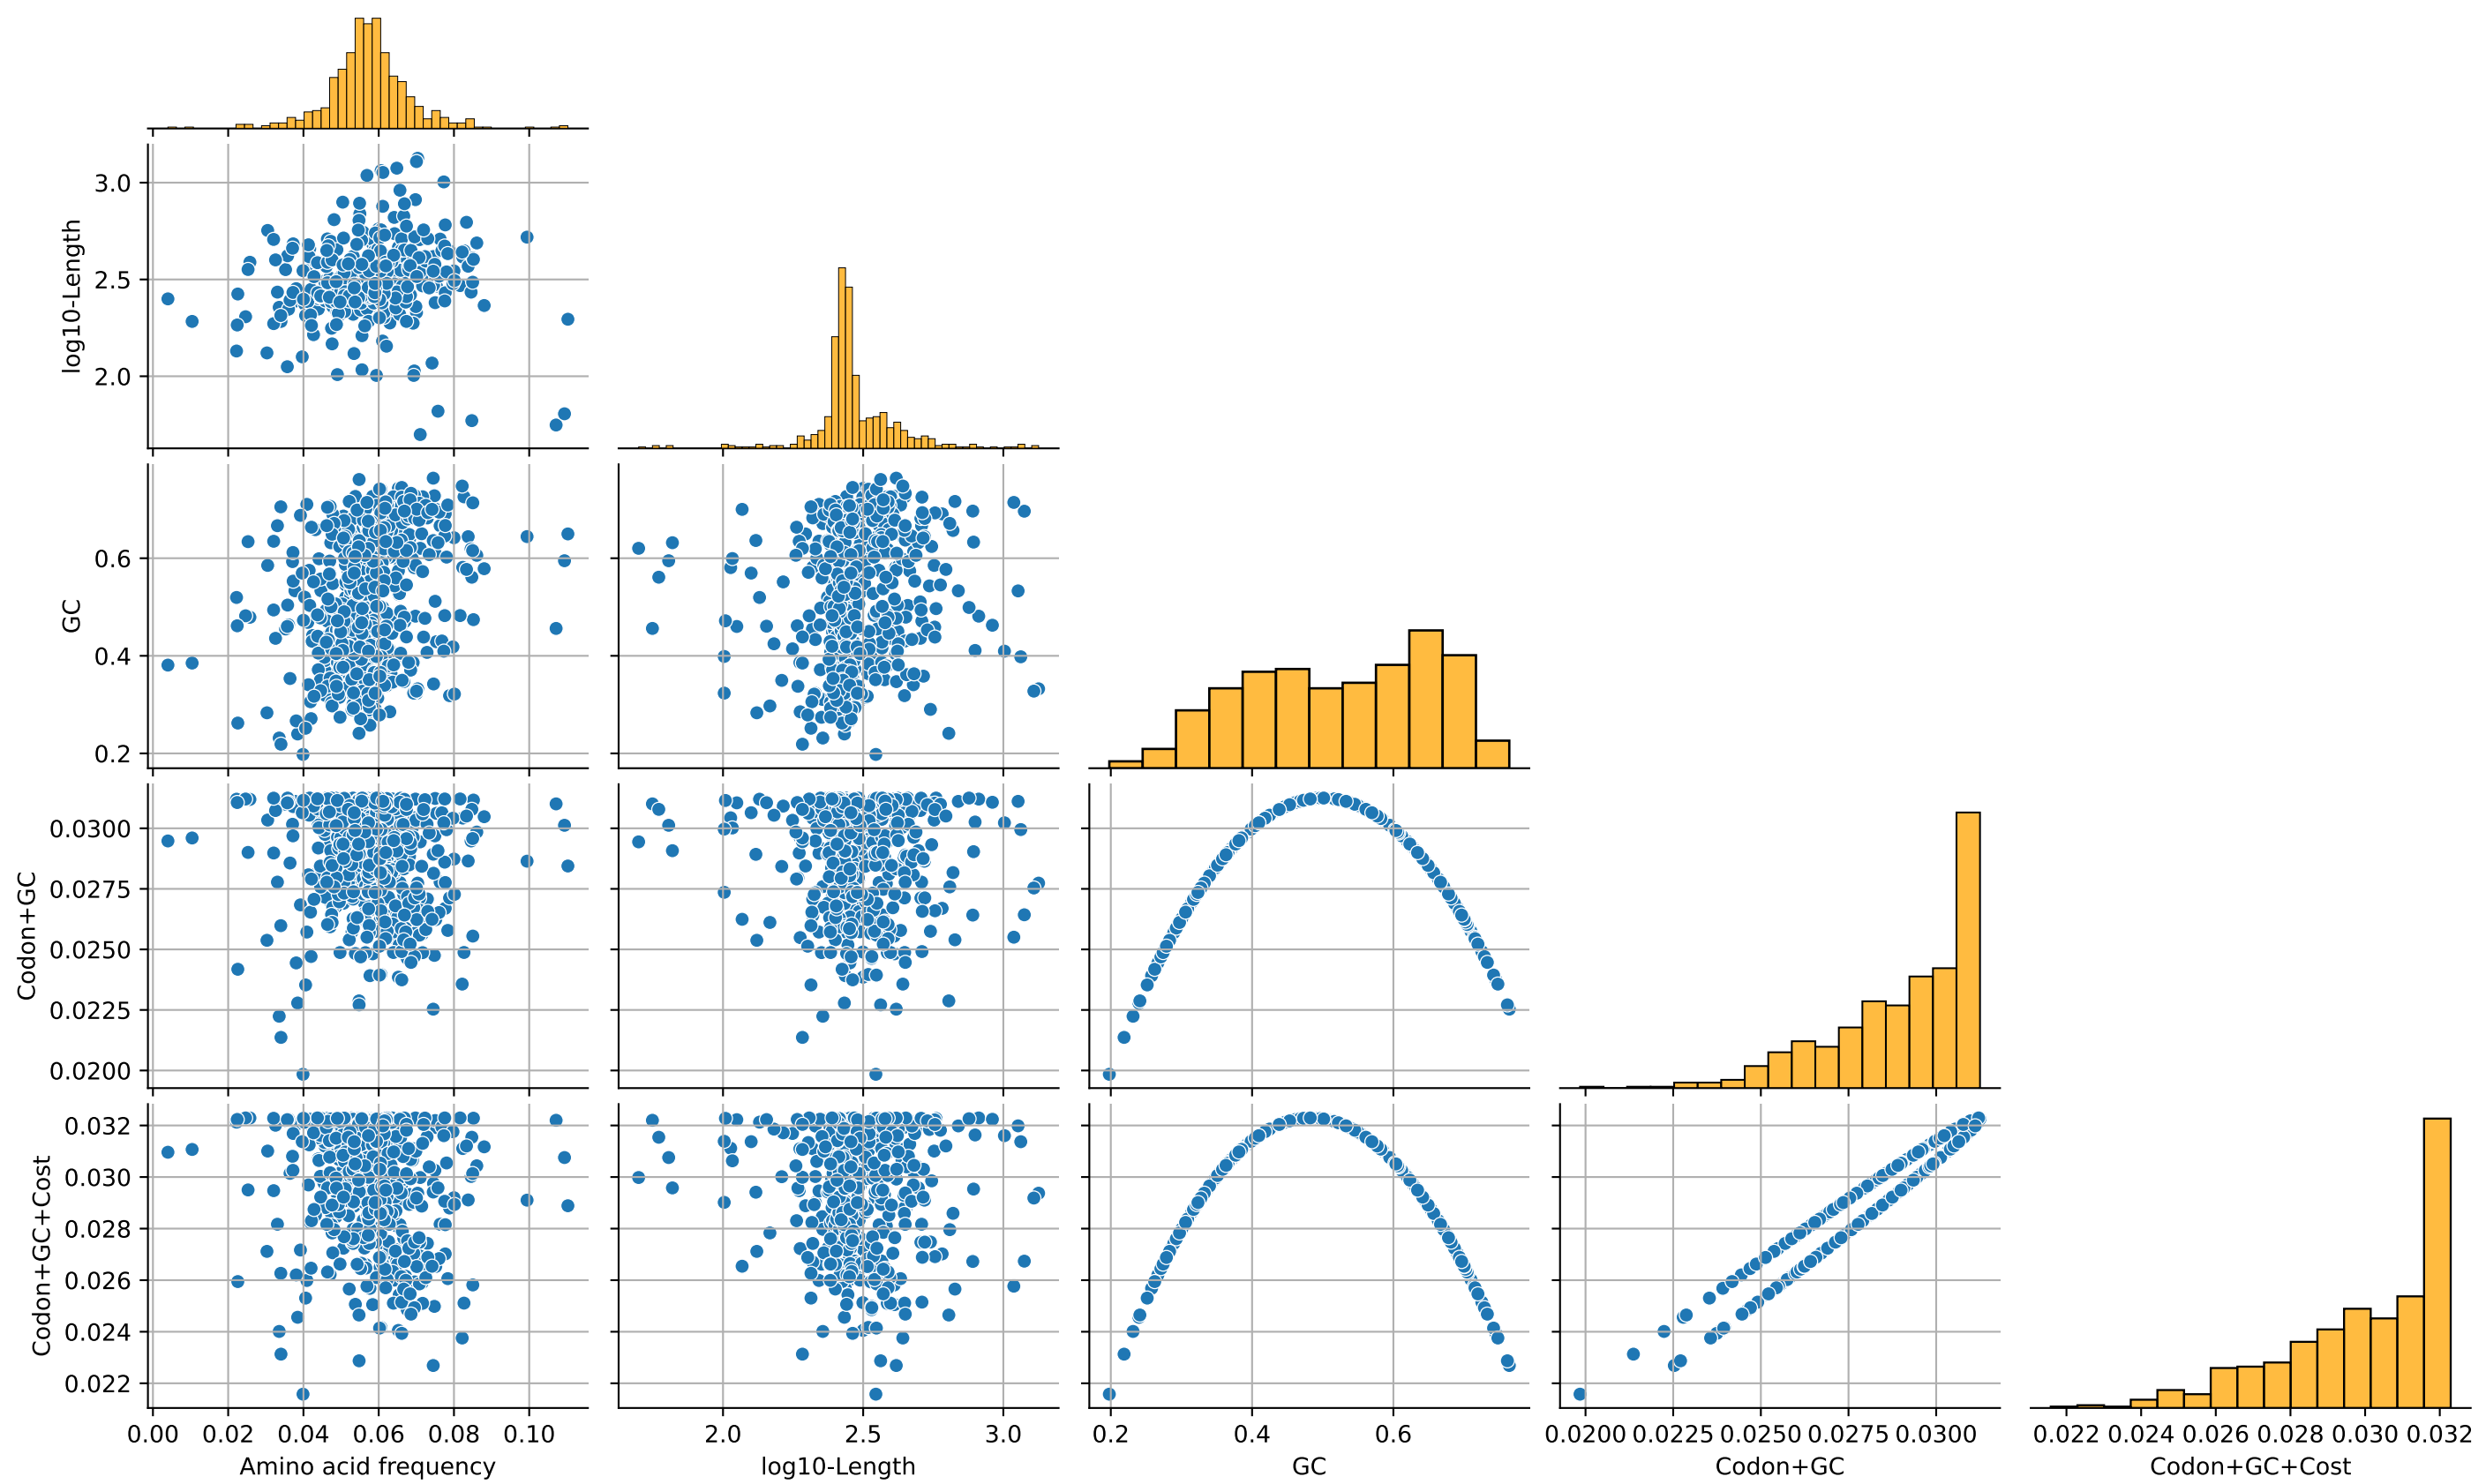 3.0
2.5
2.0
log10-Length
0.6
0.4
0.2
GC
0.0300
0.0275
0.0250
0.0225
0.0200
Codon+GC
0.032
0.030
0.028
0.026
0.024
0.022
Codon+GC+Cost
0.00 0.02 0.04 0.06 0.08 0.10
Amino acid frequency
2.0 2.5 3.0
log10-Length
0.2 0.4 0.6
GC
0.0200 0.0225 0.0250 0.0275 0.0300
Codon+GC
0.022 0.024 0.026 0.028 0.030 0.032
Codon+GC+Cost